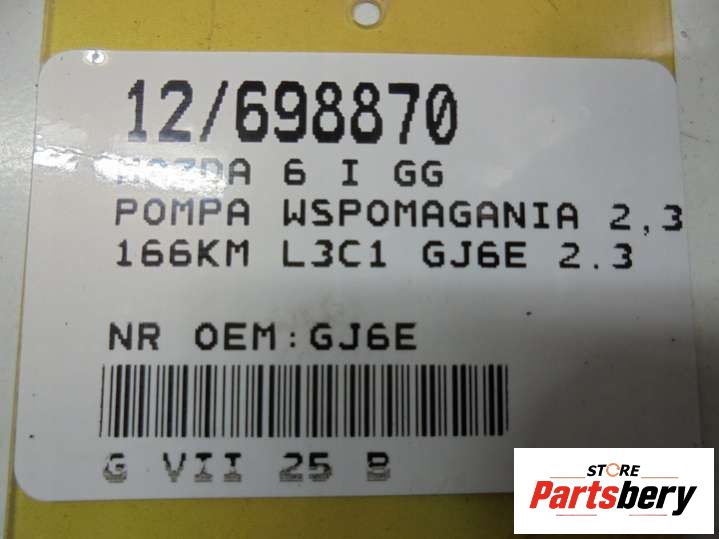 12/698870
MAZDA 6 I GG
POMPA WSPOMAGANIA 2,3
166KM L3C1 GJ6E 2.3
NR OEM:GJ6E
G VII 25 B
STORE
Partsbery